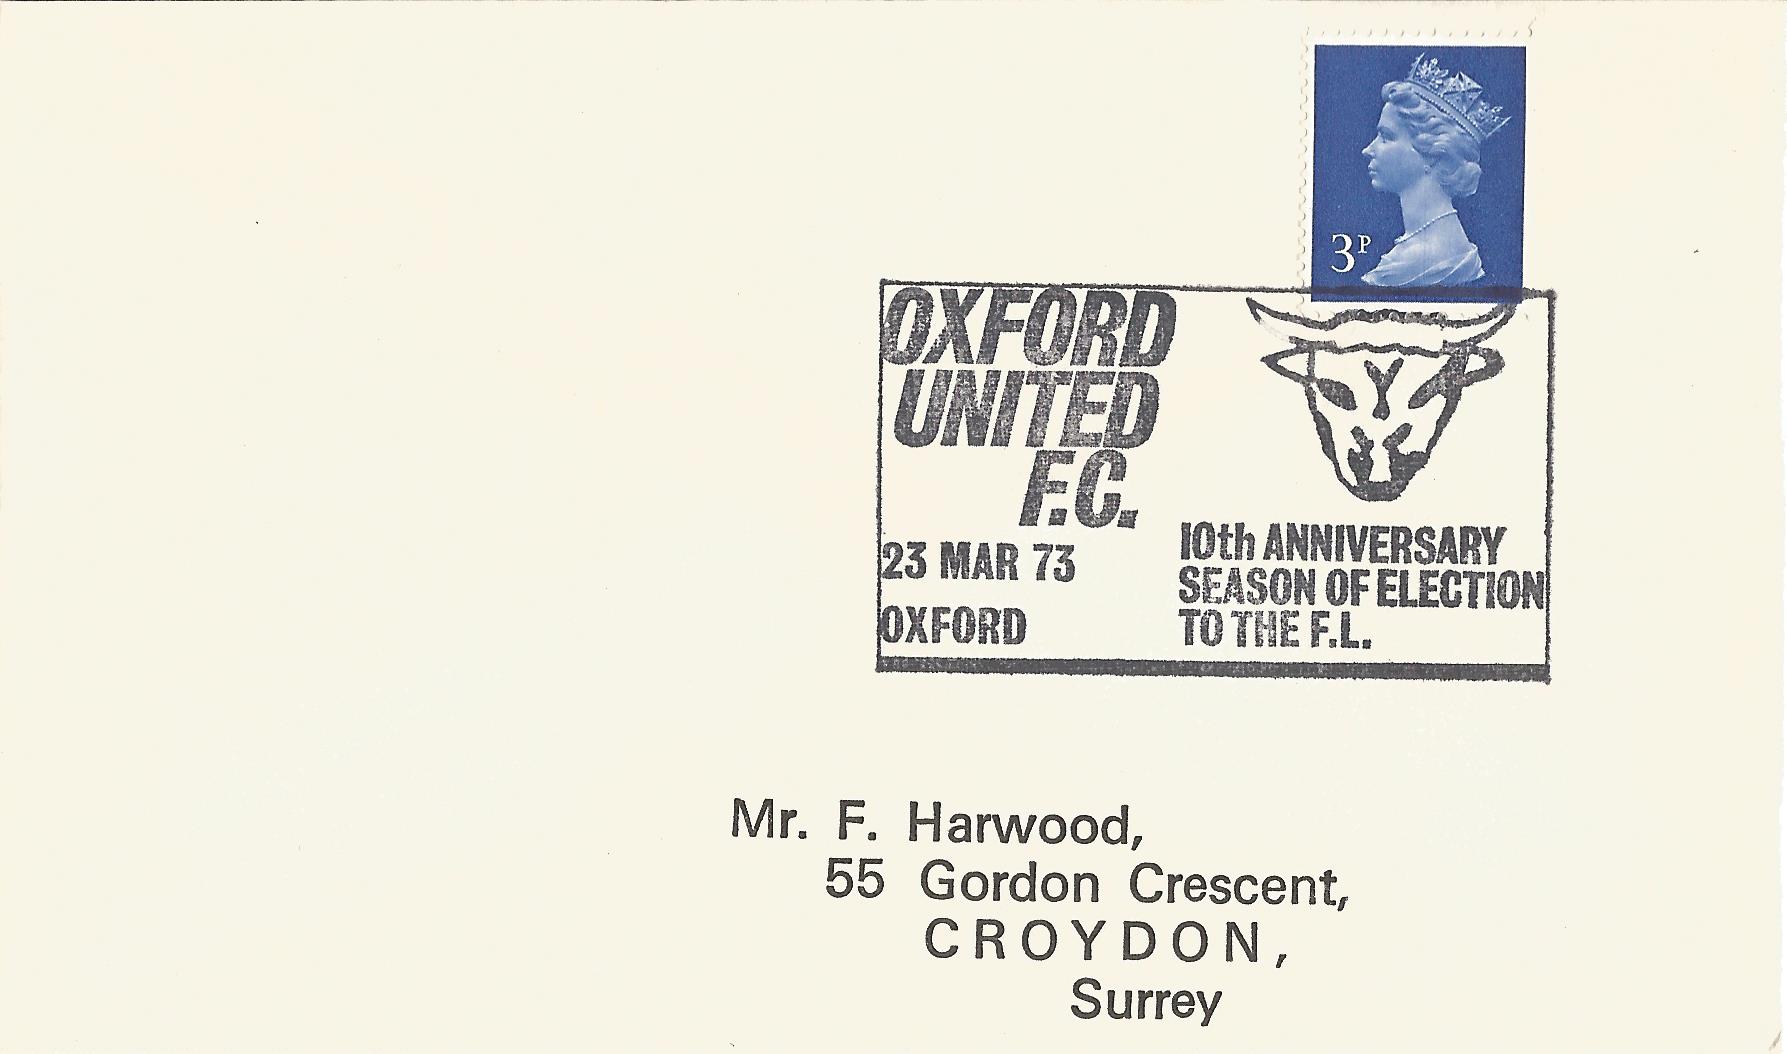 3P
OXFORD
UNITED
F.C.
23 MAR 73
OXFORD
10th ANNIVERSARY
SEASON OF ELECTION
TO THE F.L.
Mr. F. Harwood,
55 Gordon Crescent,
CROYDON,
Surrey